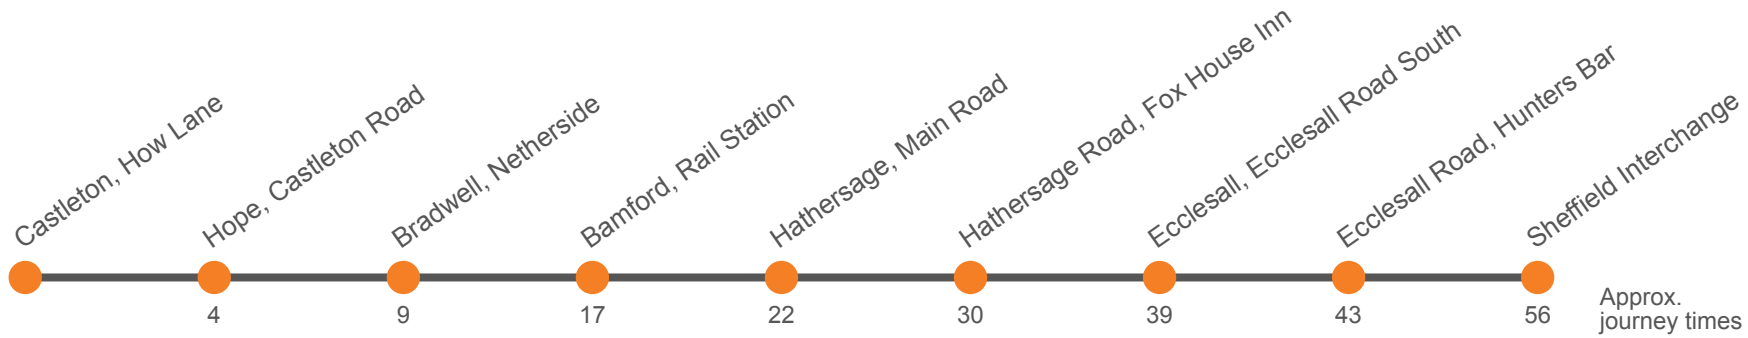 Castleton, How Lane
Hope, Castleton Road
Bradwell, Netherside
Bamford, Rail Station
Hathersage, Main Road
Hathersage Road, Fox House Inn
Ecclesall, Ecclesall Road South
Ecclesall Road, Hunters Bar
Sheffield Interchange
4
9
17
22
30
39
43
56
Approx.
journey times